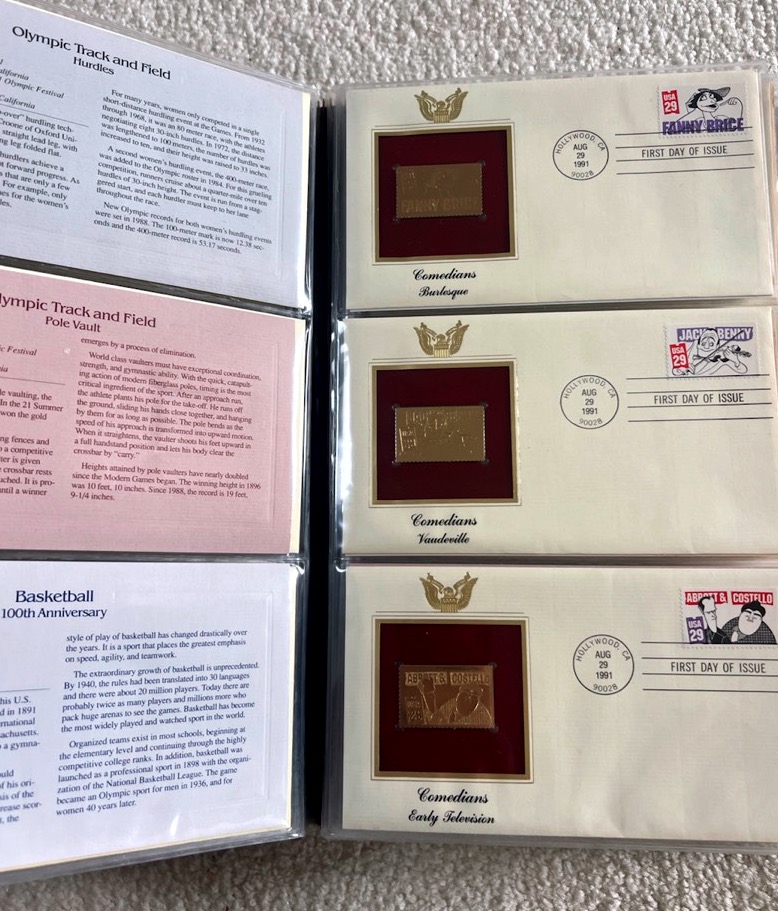 Olympic Track and Field
Hurdles
California
Olympic Festival
California
-over" hurdling tech-
Croome of Oxford Uni-
straight lead leg, with
ng leg folded flat.
hurdlers achieve a
t forward progress. As
s that are only a few
For example, only
es for the women's
les.
For many years, women only competed in a single
short-distance hurdling event at the Games. From 1932
through 1968, it was an 80 meter race, with the athletes
negotiating eight 30-inch hurdles. In 1972, the distance
was lengthened to 100 meters, the number of hurdles was
increased to ten, and their height was raised to 33 inches.
A second women's hurdling event, the 400-meter race,
was added to the Olympic roster in 1984. For this grueling
competition, runners cruise about a quarter-mile over ten
hurdles of 30-inch height. The event is run from a stag-
gered start, and each hurdler must keep to her lane
throughout the race.
New Olympic records for both women's hurdling events
were set in 1988. The 100-meter mark is now 12.38 sec-
onds and the 400-meter record is 53.17 seconds.
lympic Track and Field
Pole Vault
c Festival
ia
le vaulting, the
In the 21 Summer
won the gold
ng fences and
o a competitive
ter is given
crossbar rests
uched. It is pro-
ntil a winner
emerges by a process of elimination.
World class vaulters must have exceptional coordination,
strength, and gymnastic ability. With the quick, catapult-
ing action of modern fiberglass poles, timing is the most
critical ingredient of the sport. After an approach run,
the athlete plants his pole for the take-off. He runs off
the ground, sliding his hands close together, and hanging
by them for as long as possible. The pole bends as the
speed of his approach is transformed into upward motion.
When it straightens, the vaulter shoots his feet upward in
a full handstand position and lets his body clear the
crossbar by "carry."
Heights attained by pole vaulters have nearly doubled
since the Modern Games began. The winning height in 1896
was 10 feet, 10 inches. Since 1988, the record is 19 feet,
9-1/4 inches.
Basketball
100th Anniversary
his U.S.
d in 1891
rnational
achusetts.
a gymna-
ould
f his ori-
sis of the
rease scor-
, the
style of play of basketball has changed drastically over
the years. It is a sport that places the greatest emphasis
on speed, agility, and teamwork.
The extraordinary growth of basketball is unprecedented.
By 1940, the rules had been translated into 30 languages
and there were about 20 million players. Today there are
probably twice as many players and millions more who
pack huge arenas to see the games. Basketball has become
the most widely played and watched sport in the world.
Organized teams exist in most schools, beginning at
the elementary level and continuing through the highly
competitive college ranks. In addition, basketball was
launched as a professional sport in 1898 with the organi-
zation of the National Basketball League. The game
became an Olympic sport for men in 1936, and for
women 40 years later.
USA
29
FANNY BRICE
HOLLYWOOD, CA
AUG
29
1991
90028
FIRST DAY OF ISSUE
FANNY BRICE
Comedians
Burlesque
JACK BENNY
USA
29
HOLLYWOOD, CA
AUG
29
1991
90028
FIRST DAY OF ISSUE
Comedians
Vaudeville
ABBOTT & COSTELLO
USA
29
HOLLYWOOD, CA
AUG
29
1991
90028
FIRST DAY OF ISSUE
ABBOTT & COSTELLO
Comedians
Early Television